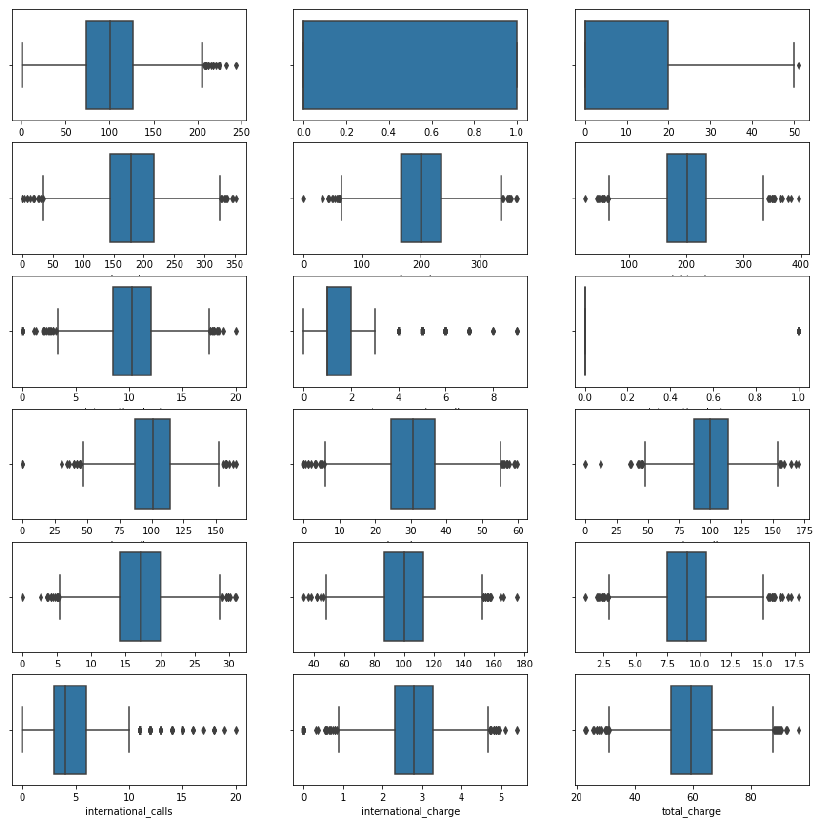 0 50 100 150 200 250
0.0 0.2 0.4 0.6 0.8 1.0
0 10 20 30 40 50
0 50 100 150 200 250 300 350
0 100 200 300
100 200 300 400
0 5 10 15 20
0 2 4 6 8
0.0 0.2 0.4 0.6 0.8 1.0
0 25 50 75 100 125 150
0 10 20 30 40 50 60
0 25 50 75 100 125 150 175
0 5 10 15 20 25 30
40 60 80 100 120 140 160 180
2.5 5.0 7.5 10.0 12.5 15.0 17.5
0 5 10 15 20
0 1 2 3 4 5
20 40 60 80
international_calls
international_charge
total_charge